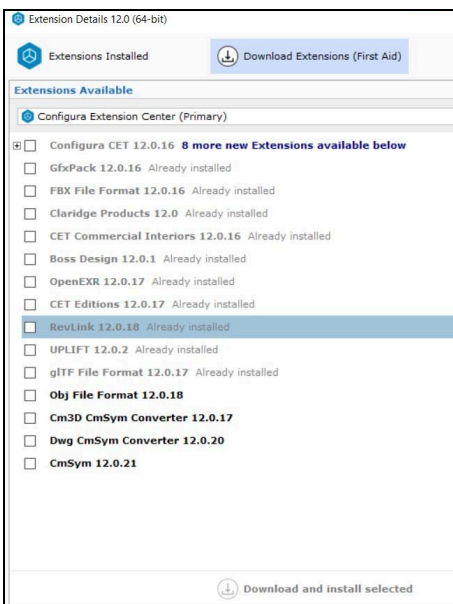 Extension Details 12.0 (64-bit)
Extensions Installed
Download Extensions (First Aid)
Extensions Available
Configura Extension Center (Primary)
Configura CET 12.0.16 8 more new Extensions available below
GfxPack 12.0.16 Already installed
FBX File Format 12.0.16 Already installed
Claridge Products 12.0 Already installed
CET Commercial Interiors 12.0.16 Already installed
Boss Design 12.0.1 Already installed
OpenEXR 12.0.17 Already installed
CET Editions 12.0.17 Already installed
RevLink 12.0.18 Already installed
UPLIFT 12.0.2 Already installed
glTF File Format 12.0.17 Already installed
Obj File Format 12.0.18
Cm3D CmSym Converter 12.0.17
Dwg CmSym Converter 12.0.20
CmSym 12.0.21
Download and install selected